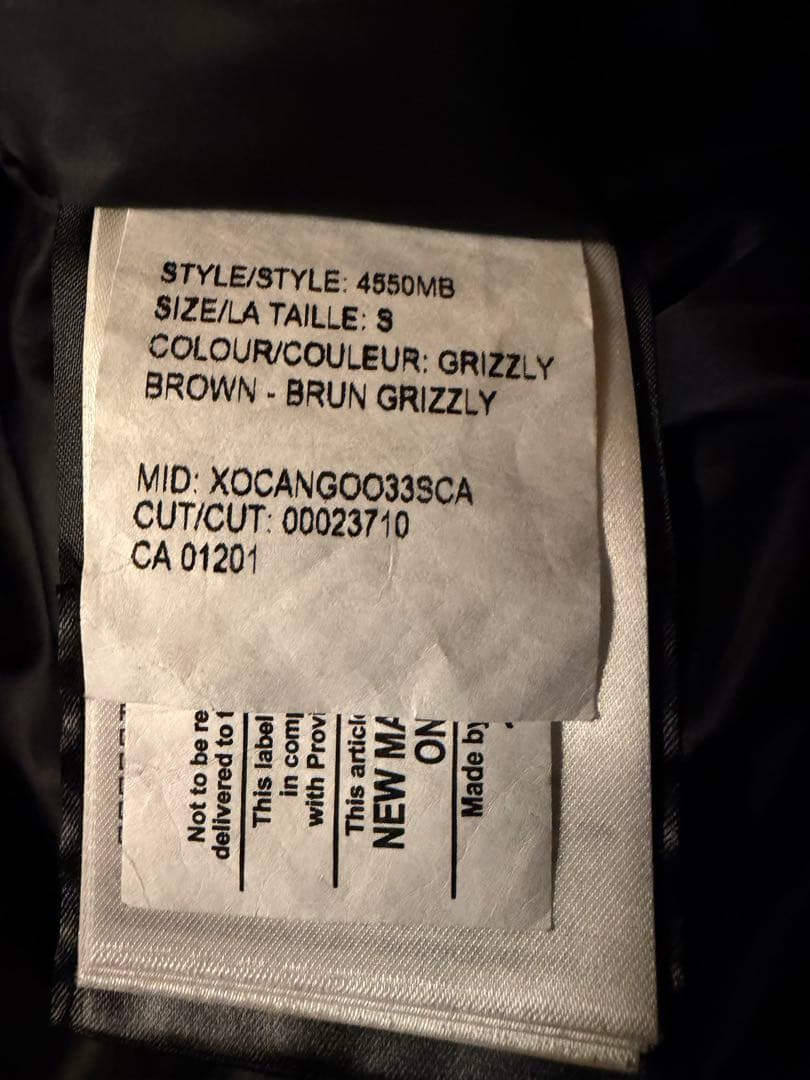 STYLE/STYLE: 4550MB
SIZE/LA TAILLE: S
COLOUR/COULEUR: GRIZZLY
BROWN - BRUN GRIZZLY
MID: XOCANGOO33SCA
CUT/CUT: 00023710
CA 01201
Not to be re
delivered to t
This label
in comp
with Provi
This article
NEW MA
ON
Made by